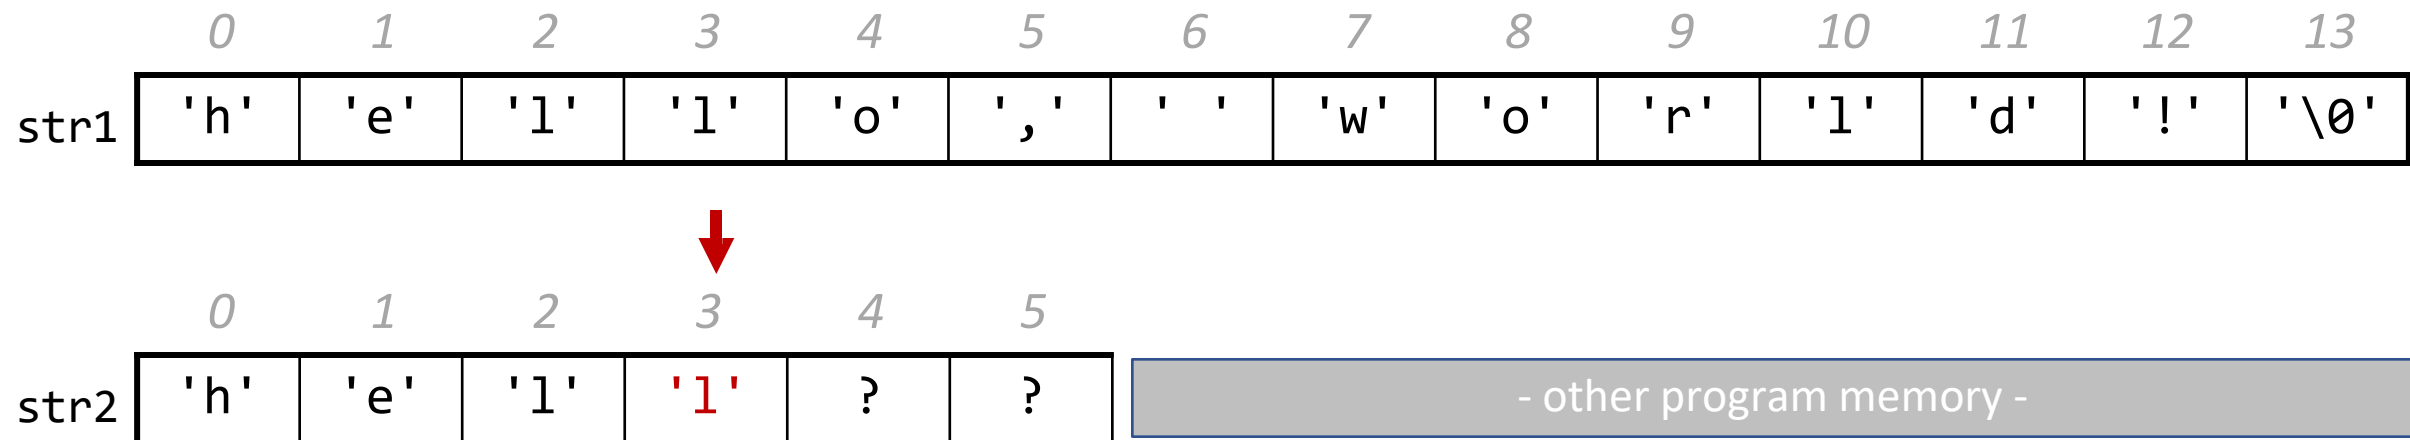 0 1 2 3 4 5 6 7 8 9 10 11 12 13
str1 'h' 'e' 'l' 'l' 'o' ',' ' ' 'w' 'o' 'r' 'l' 'd' '!' '\0'
0 1 2 3 4 5
str2 'h' 'e' 'l' 'l' ? ? - other program memory -